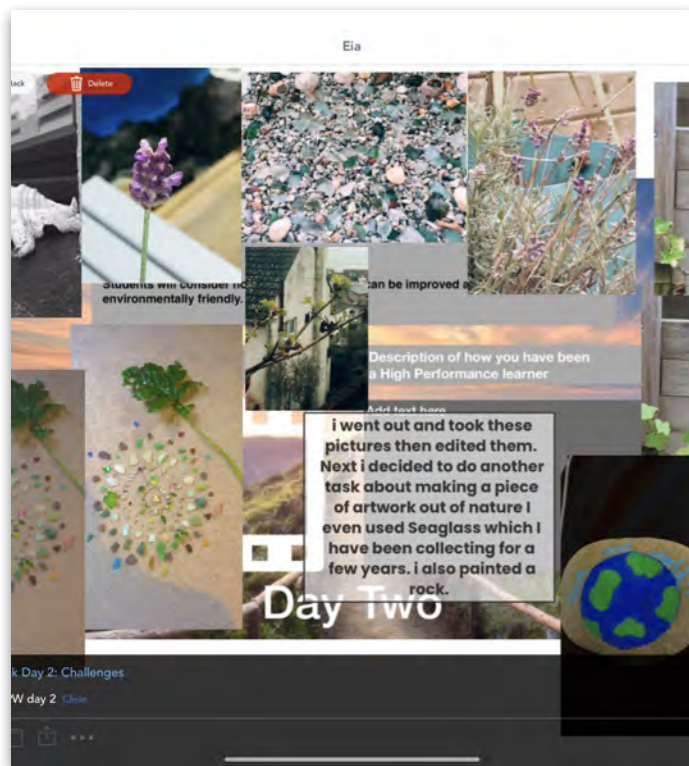 Eia
Back
Delete
Students will consider
can be improved a
environmentally friendly.
Description of how you have been
a High Performance learner
Add text here
i went out and took these
pictures then edited them.
Next i decided to do another
task about making a piece
of artwork out of nature I
even used Seaglass which I
have been collecting for a
few years. i also painted a
rock.
Day Two
k Day 2: Challenges
W day 2 Clear